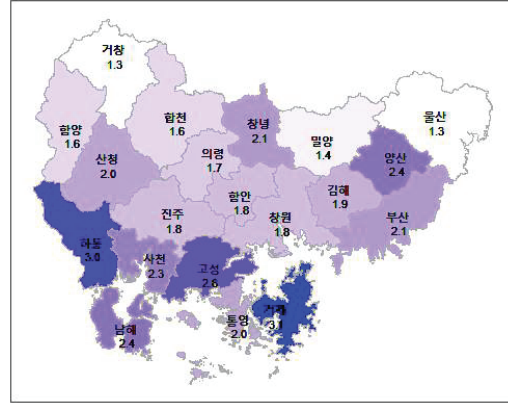 거창
1.3
함양
1.6
합천
1.6
창녕
2.1
밀양
1.4
울산
1.3
산청
2.0
의령
1.7
양산
2.4
함안
1.8
김해
1.9
진주
1.8
창원
1.8
부산
2.1
하동
3.0
사천
2.3
고성
2.6
남해
2.4
통영
2.0
거제
3.1